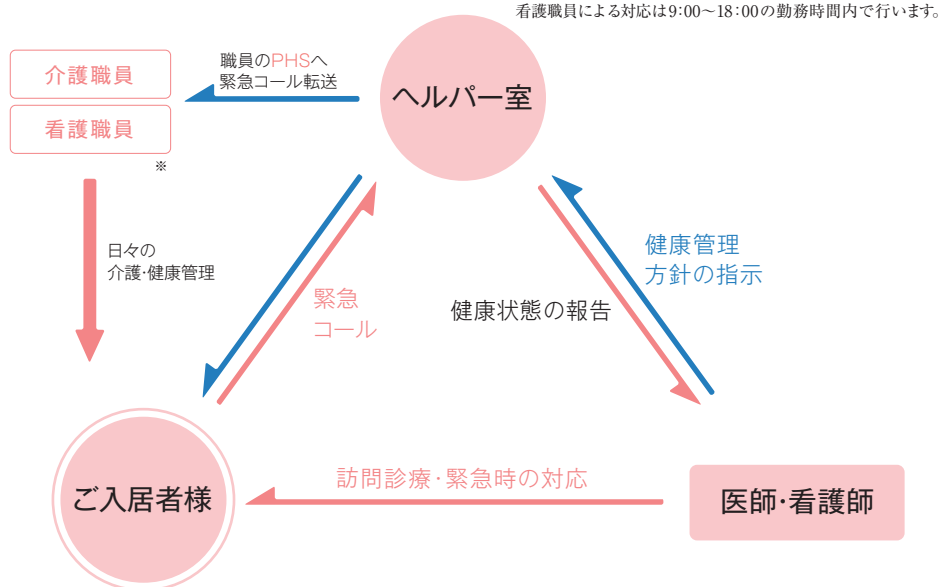 看護職員による対応は9:00〜18:00の勤務時間内で行います。
介護職員
看護職員
※
職員のPHSへ
緊急コール転送
ヘルパー室
日々の
介護・健康管理
緊急
コール
健康状態の報告
健康管理
方針の指示
ご入居者様
訪問診療・緊急時の対応
医師・看護師